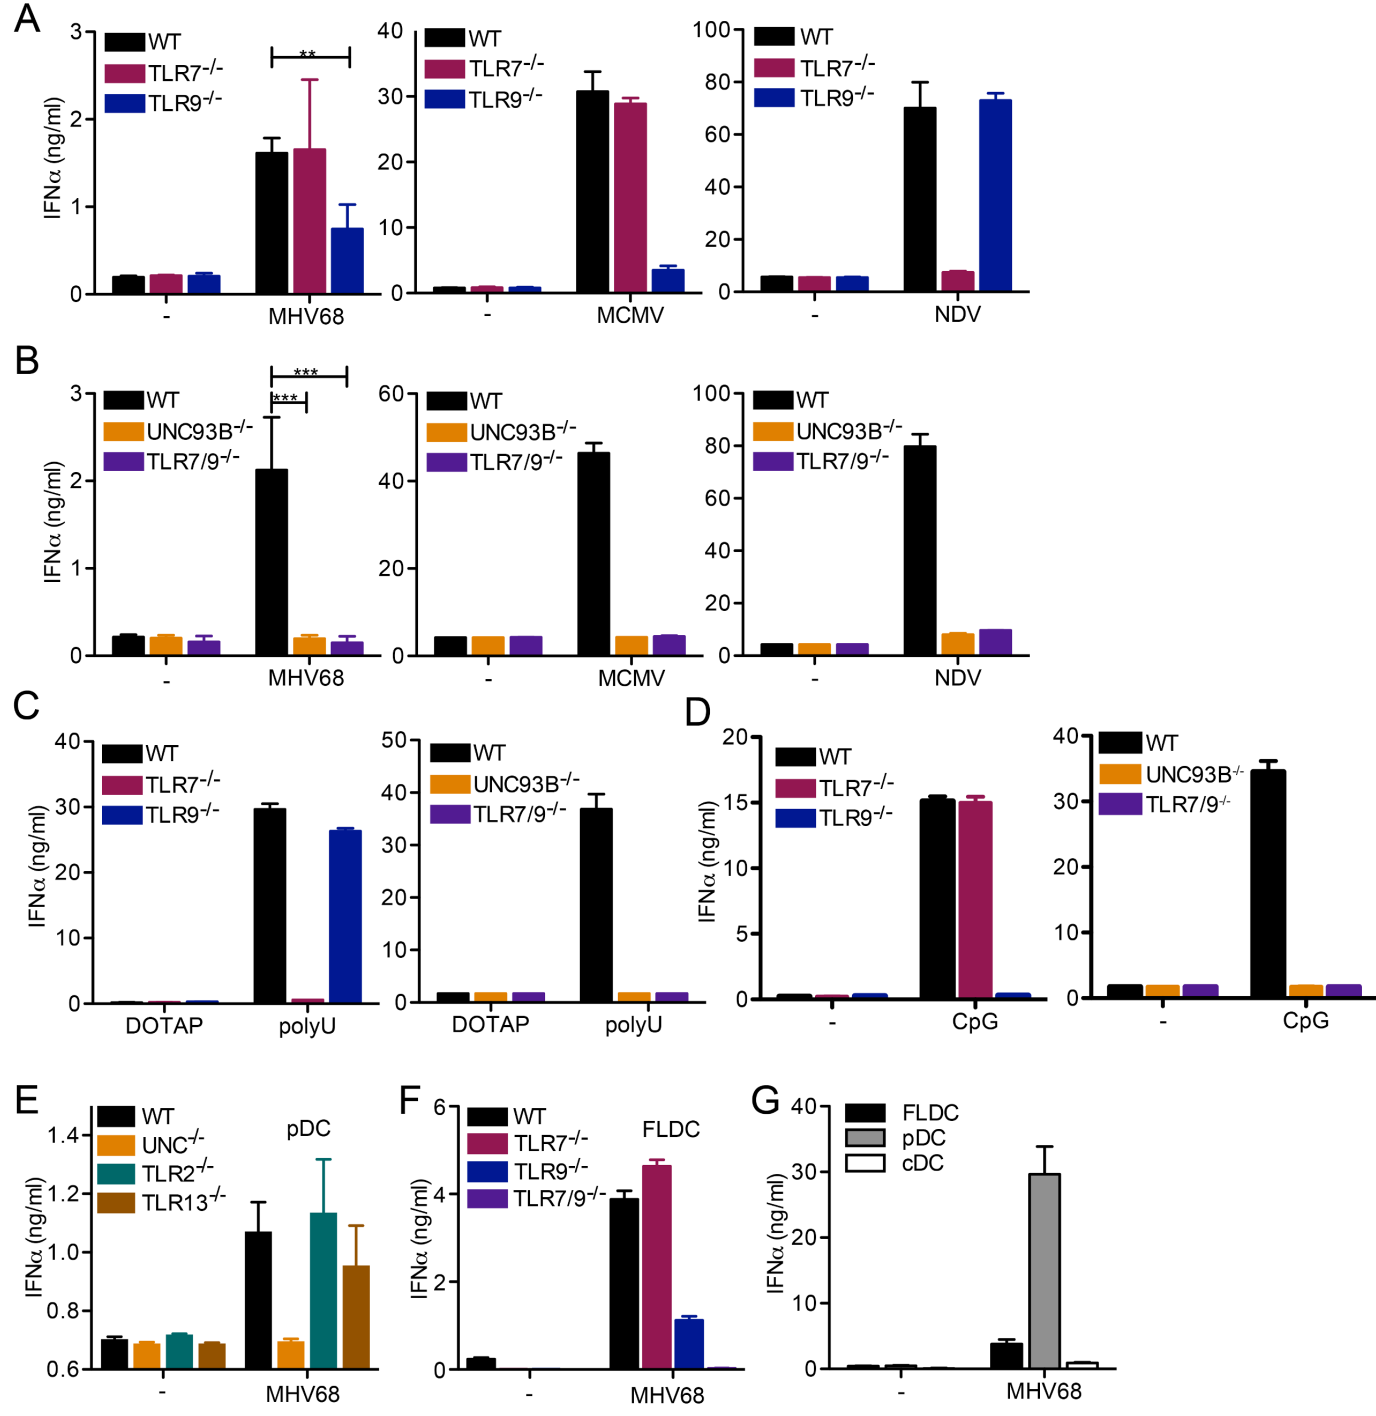 A
IFNα (ng/ml)
3
2
1
0
WT
TLR7-/-
TLR9-/-
**
-
MHV68
40
30
20
10
0
WT
TLR7-/-
TLR9-/-
-
MCMV
100
80
60
40
20
0
WT
TLR7-/-
TLR9-/-
-
NDV
B
IFNα (ng/ml)
3
2
1
0
WT
UNC93B-/-
TLR7/9-/-
***
***
-
MHV68
60
40
20
0
WT
UNC93B-/-
TLR7/9-/-
-
MCMV
100
80
60
40
20
0
WT
UNC93B-/-
TLR7/9-/-
-
NDV
C
IFNα (ng/ml)
40
30
20
10
0
WT
TLR7-/-
TLR9-/-
DOTAP
polyU
50
40
30
20
10
0
WT
UNC93B-/-
TLR7/9-/-
DOTAP
polyU
D
IFNα (ng/ml)
20
15
10
5
0
WT
TLR7-/-
TLR9-/-
-
CpG
40
30
20
10
0
WT
UNC93B-/-
TLR7/9-/-
-
CpG
E
IFNα (ng/ml)
1.4
1.2
1.0
0.8
0.6
WT
UNC-/-
TLR2-/-
TLR13-/-
pDC
-
MHV68
F
IFNα (ng/ml)
6
4
2
0
WT
TLR7-/-
TLR9-/-
TLR7/9-/-
FLDC
-
MHV68
G
IFNα (ng/ml)
40
30
20
10
0
FLDC
pDC
cDC
-
MHV68